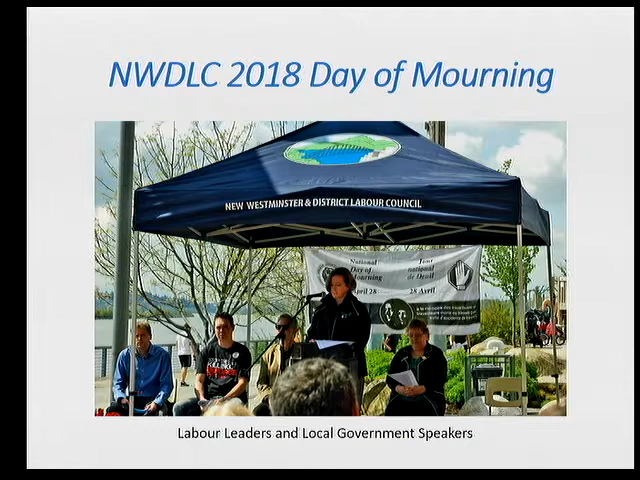 NWDLC 2018 Day of Mourning
NEW WESTMINSTER & DISTRICT LABOUR COUNCIL
National
Day of
Mourning
April 28
Jour
national
de Deuil
28 Avril
Labour Leaders and Local Government Speakers